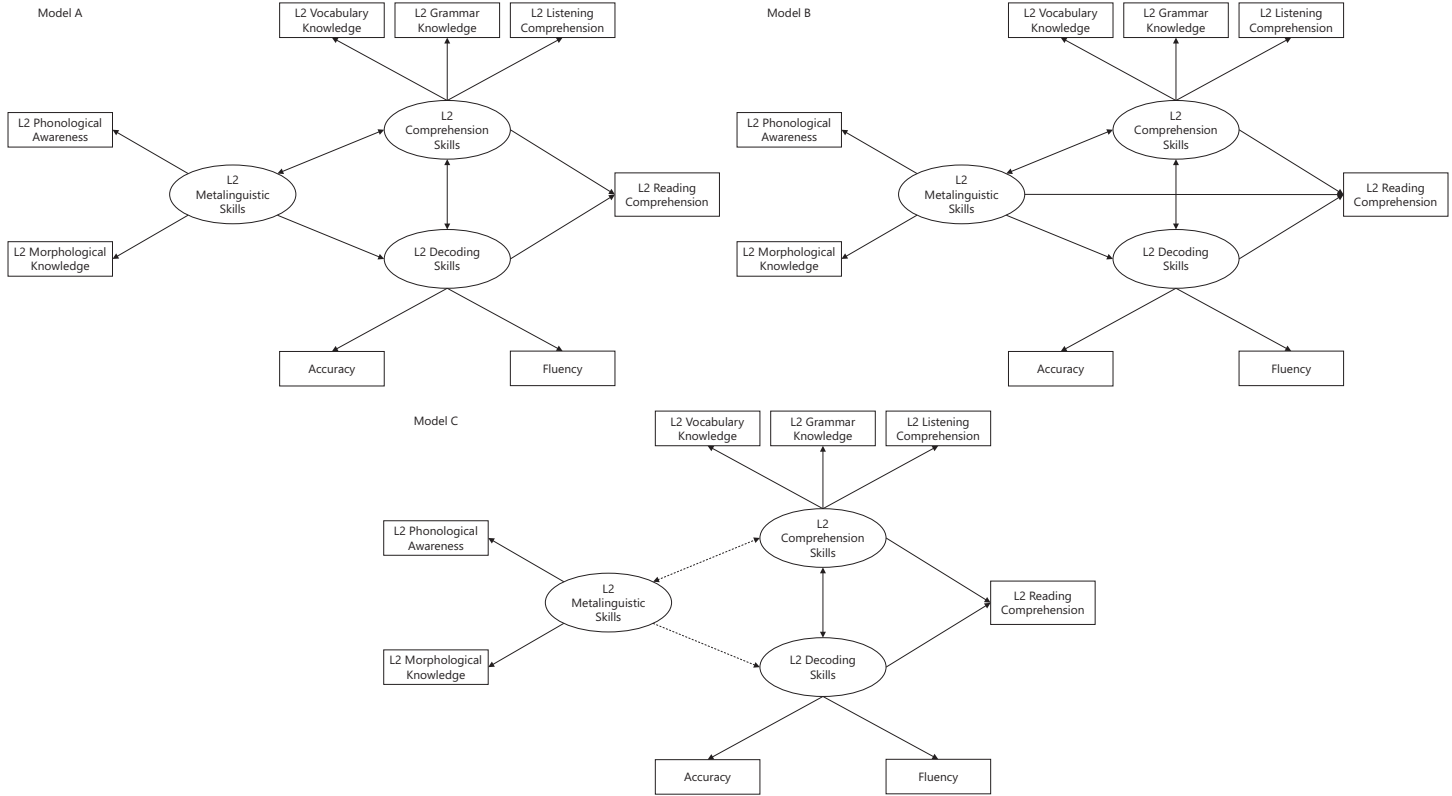 Model A
L2 Vocabulary
Knowledge
L2 Grammar
Knowledge
L2 Listening
Comprehension
L2 Phonological
Awareness
L2
Comprehension
Skills
L2
Metalinguistic
Skills
L2 Reading
Comprehension
L2 Morphological
Knowledge
L2 Decoding
Skills
Accuracy
Fluency
Model B
L2 Vocabulary
Knowledge
L2 Grammar
Knowledge
L2 Listening
Comprehension
L2 Phonological
Awareness
L2
Comprehension
Skills
L2
Metalinguistic
Skills
L2 Reading
Comprehension
L2 Morphological
Knowledge
L2 Decoding
Skills
Accuracy
Fluency
Model C
L2 Vocabulary
Knowledge
L2 Grammar
Knowledge
L2 Listening
Comprehension
L2 Phonological
Awareness
L2
Comprehension
Skills
L2
Metalinguistic
Skills
L2 Reading
Comprehension
L2 Morphological
Knowledge
L2 Decoding
Skills
Accuracy
Fluency